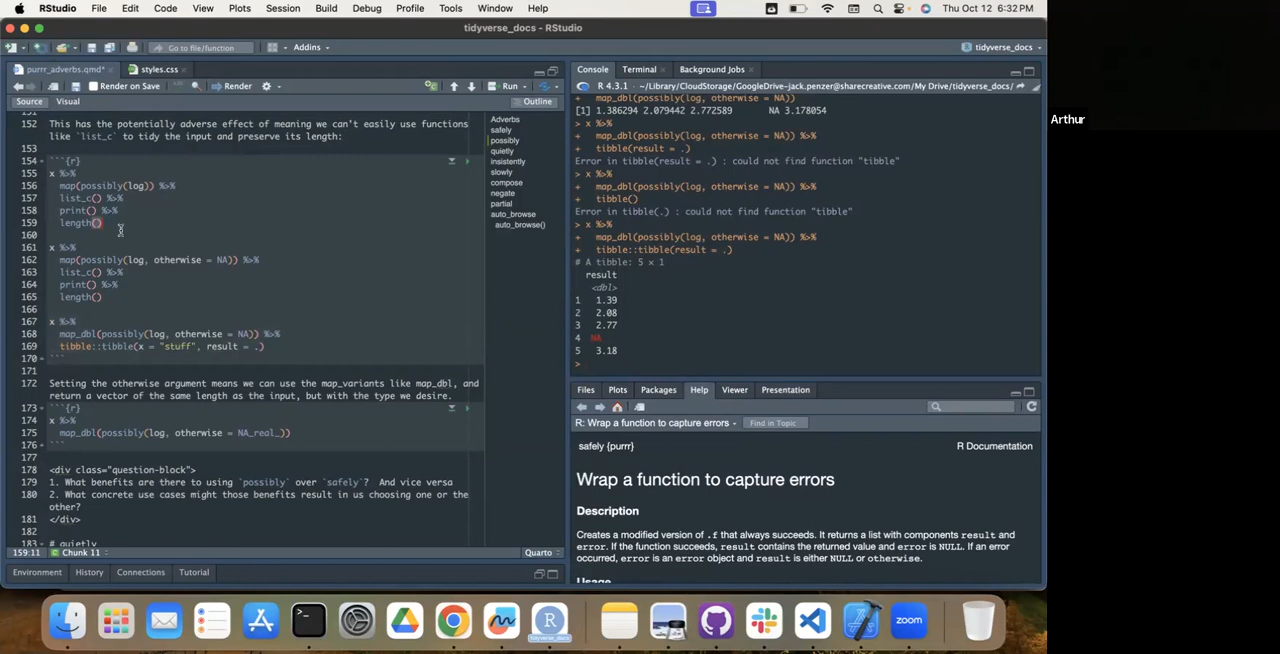 RStudio File Edit Code View Plots Session Build Debug Profile Tools Window Help Thu Oct 12 6:32 PM
tidyverse_docs - RStudio
Go to file/function Addins tidyverse_docs
purrr_adverbs.qmd* styles.css
Render on Save Render Run
Source Visual Outline
152 This has the potentially adverse effect of meaning we can't easily use functions
like `list_c` to tidy the input and preserve its length:
153
154 ```{r}
155 x %>%
156 map(possibly(log)) %>%
157 list_c() %>%
158 print() %>%
159 length()
160
161 x %>%
162 map(possibly(log, otherwise = NA)) %>%
163 list_c() %>%
164 print() %>%
165 length()
166
167 x %>%
168 map_dbl(possibly(log, otherwise = NA)) %>%
169 tibble::tibble(x = "stuff", result = .)
170 ```
171
172 Setting the otherwise argument means we can use the map_variants like map_dbl, and
return a vector of the same length as the input, but with the type we desire.
173 ```{r}
174 x %>%
175 map_dbl(possibly(log, otherwise = NA_real_))
176 ```
177
178 <div class="question-block">
179 1. What benefits are there to using `possibly` over `safely`? And vice versa
180 2. What concrete use cases might those benefits result in us choosing one or the
other?
181 </div>
182
183 # quietly
159:11 Chunk 11 Quarto
Adverbs
safely
possibly
quietly
insistently
slowly
compose
negate
partial
auto_browse
auto_browse()
Environment History Connections Tutorial
Console Terminal Background Jobs
R 4.3.1 · ~/Library/CloudStorage/GoogleDrive-jack.penzer@sharecreative.com/My Drive/tidyverse_docs/
+ map_dbl(possibly(log, otherwise = NA))
[1] 1.386294 2.079442 2.772589 NA 3.178054
> x %>%
+ map_dbl(possibly(log, otherwise = NA)) %>%
+ tibble(result = .)
Error in tibble(result = .) : could not find function "tibble"
> x %>%
+ map_dbl(possibly(log, otherwise = NA)) %>%
+ tibble()
Error in tibble(.) : could not find function "tibble"
> x %>%
+ map_dbl(possibly(log, otherwise = NA)) %>%
+ tibble::tibble(result = .)
# A tibble: 5 × 1
result
<dbl>
1 1.39
2 2.08
3 2.77
4 NA
5 3.18
>
Files Plots Packages Help Viewer Presentation
R: Wrap a function to capture errors Find in Topic
safely {purrr} R Documentation
Wrap a function to capture errors
Description
Creates a modified version of .f that always succeeds. It returns a list with components result and
error. If the function succeeds, result contains the returned value and error is NULL. If an error
occurred, error is an error object and result is either NULL or otherwise.
Usage
tidyverse_docs
zoom
Arthur